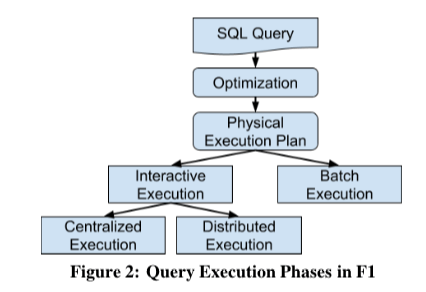 SQL Query
Optimization
Physical
Execution Plan
Interactive
Execution
Batch
Execution
Centralized
Execution
Distributed
Execution
Figure 2: Query Execution Phases in F1